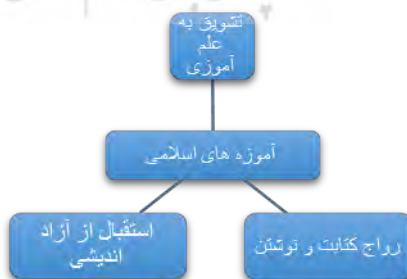 تشویق به
علم
آموزی
آموزه های اسلامی
رواج کتابت و نوشتن
استقبال از آزاد
اندیشی